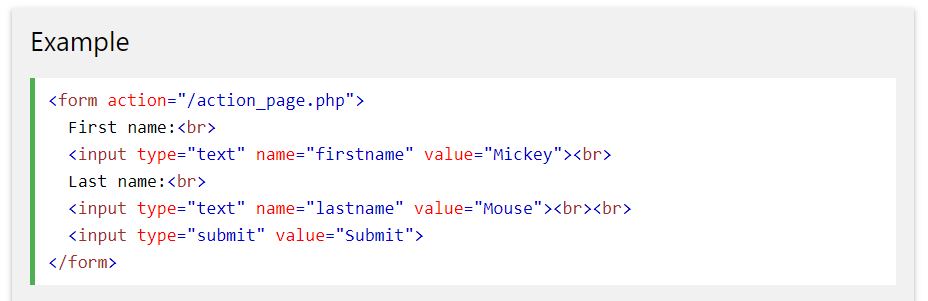 Example
<form action="/action_page.php">
First name:<br>
<input type="text" name="firstname" value="Mickey"><br>
Last name:<br>
<input type="text" name="lastname" value="Mouse"><br><br>
<input type="submit" value="Submit">
</form>